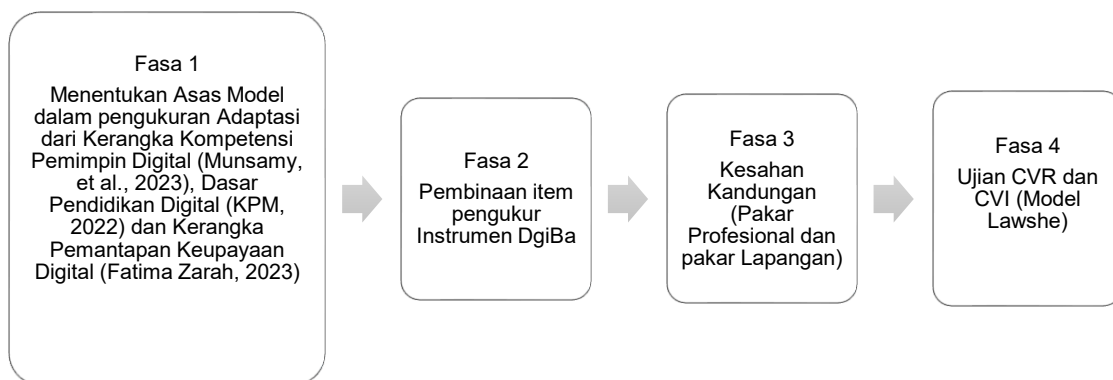 Fasa 1
Menentukan Asas Model
dalam pengukuran Adaptasi
dari Kerangka Kompetensi
Pemimpin Digital (Munsamy,
et al., 2023), Dasar
Pendidikan Digital (KPM,
2022) dan Kerangka
Pemantapan Keupayaan
Digital (Fatima Zarah, 2023)
Fasa 2
Pembinaan item
pengukur
Instrumen DgiBa
Fasa 3
Kesahan
Kandungan
(Pakar
Profesional dan
pakar Lapangan)
Fasa 4
Ujian CVR dan
CVI (Model
Lawshe)